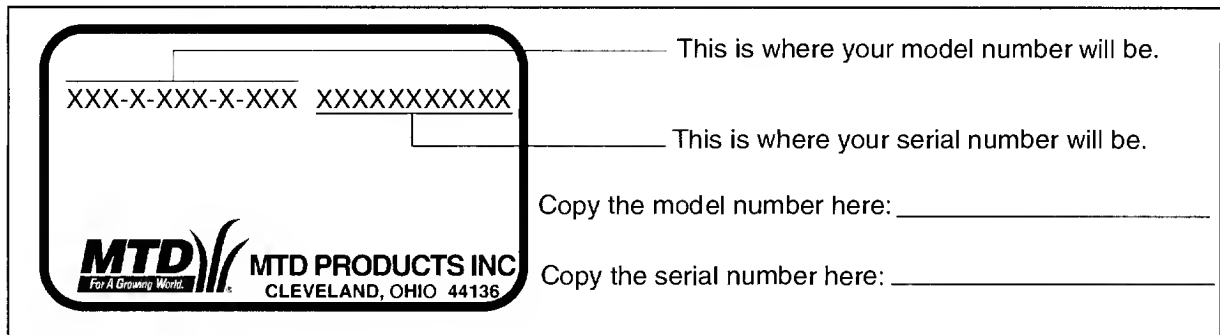 This is where your model number will be.
XXX-X-XXX-X-XXX XXXXXXXXXXX
This is where your serial number will be.
Copy the model number here:
Copy the serial number here:
MTD
For A Growing World.
MTD PRODUCTS INC
CLEVELAND, OHIO 44136